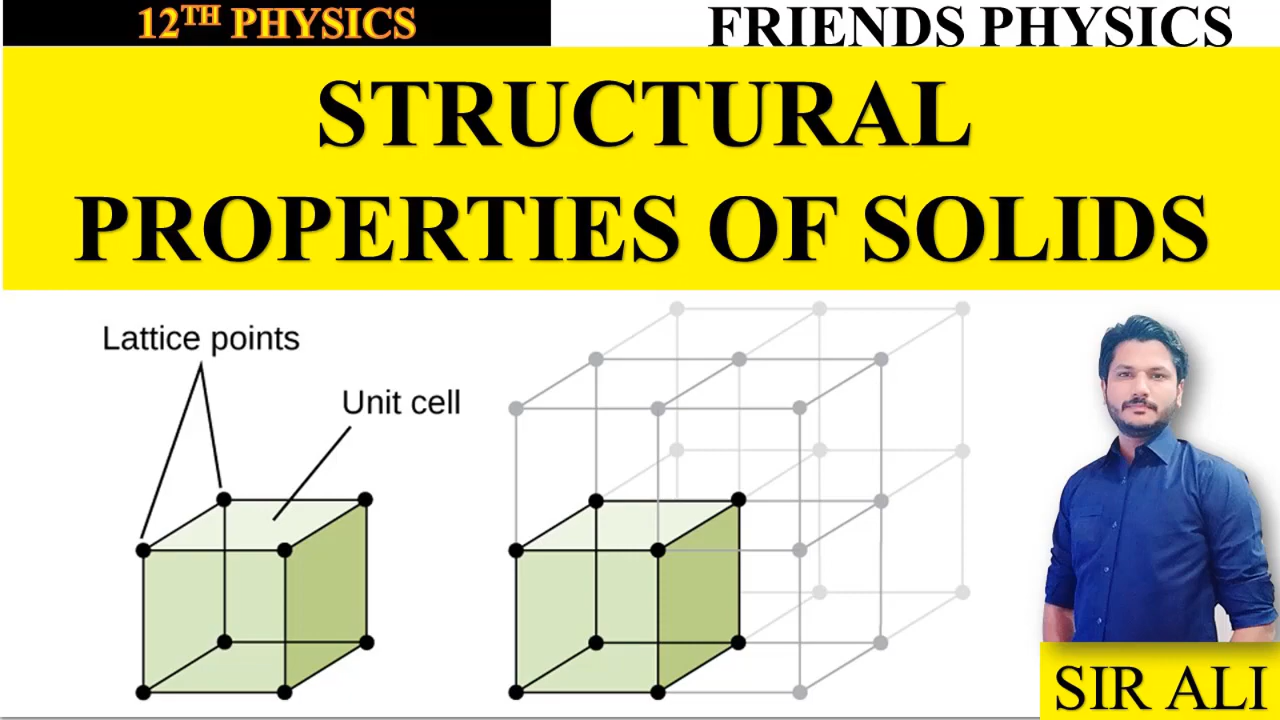 12TH PHYSICS
FRIENDS PHYSICS
STRUCTURAL
PROPERTIES OF SOLIDS
Lattice points
Unit cell
SIR ALI